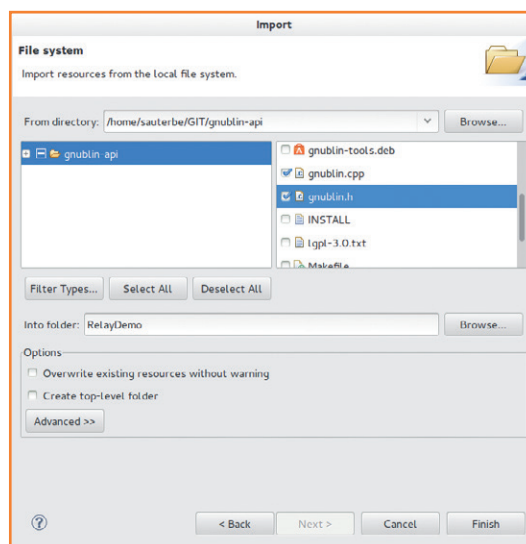 Import
File system
Import resources from the local file system.
From directory: /home/sauterbe/GIT/gnublin-api
Browse...
gnublin api
gnublin-tools.deb
gnublin.cpp
gnublin.h
INSTALL
lgpl-3.0.txt
Makefile
Filter Types...
Select All
Deselect All
Into folder: RelayDemo
Browse...
Options
Overwrite existing resources without warning
Create top-level folder
Advanced >>
< Back
Next >
Cancel
Finish